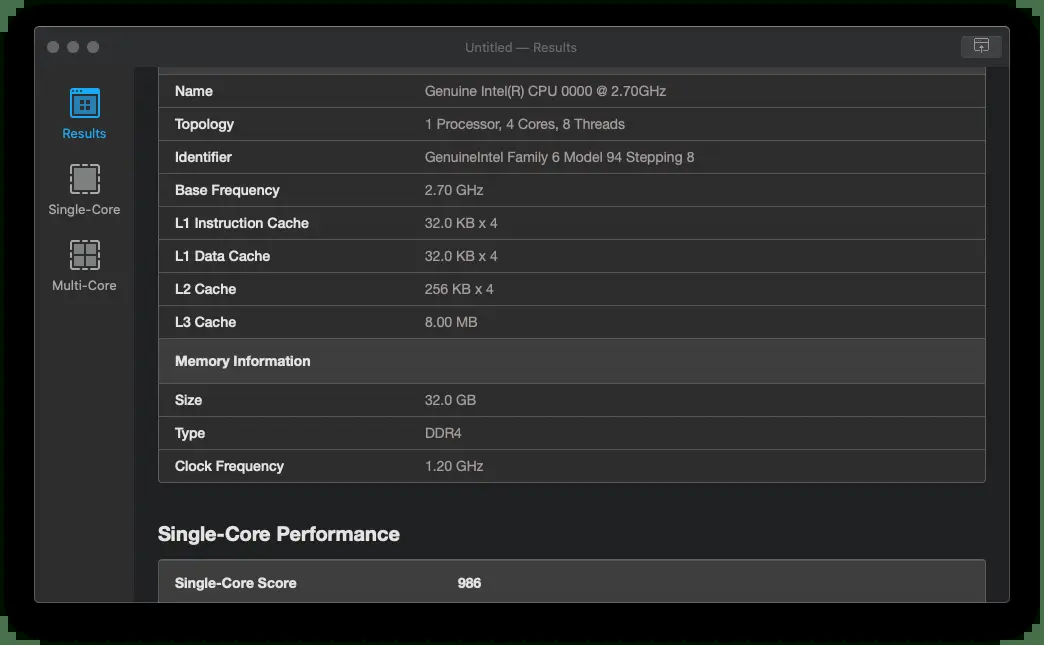 Untitled — Results
Results
Single-Core
Multi-Core
Name Genuine Intel(R) CPU 0000 @ 2.70GHz
Topology 1 Processor, 4 Cores, 8 Threads
Identifier GenuineIntel Family 6 Model 94 Stepping 8
Base Frequency 2.70 GHz
L1 Instruction Cache 32.0 KB x 4
L1 Data Cache 32.0 KB x 4
L2 Cache 256 KB x 4
L3 Cache 8.00 MB
Memory Information
Size 32.0 GB
Type DDR4
Clock Frequency 1.20 GHz
Single-Core Performance
Single-Core Score 986